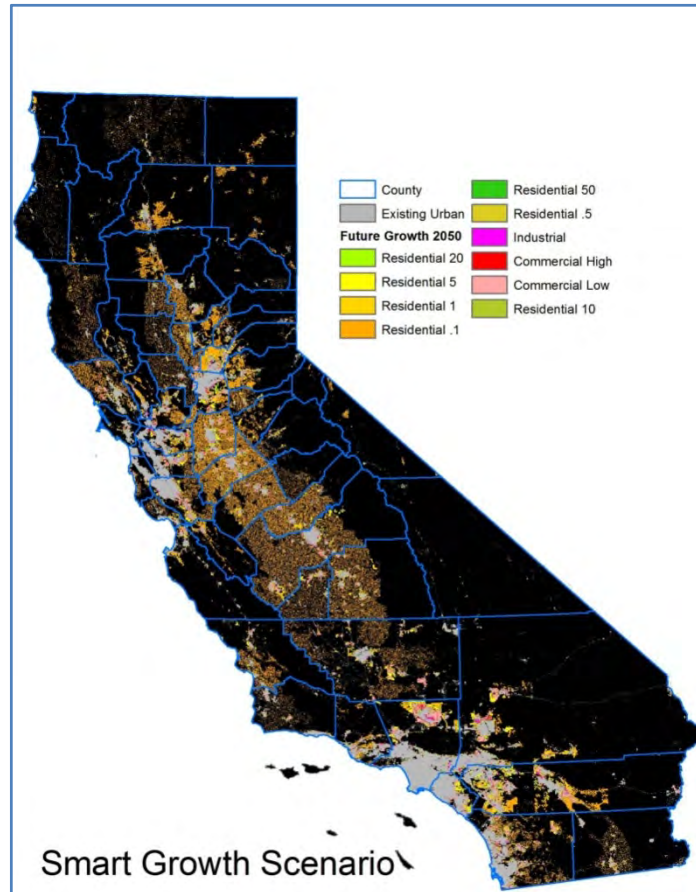 County
Existing Urban
Future Growth 2050
Residential 20
Residential 5
Residential 1
Residential .1
Residential 50
Residential .5
Industrial
Commercial High
Commercial Low
Residential 10
Smart Growth Scenario